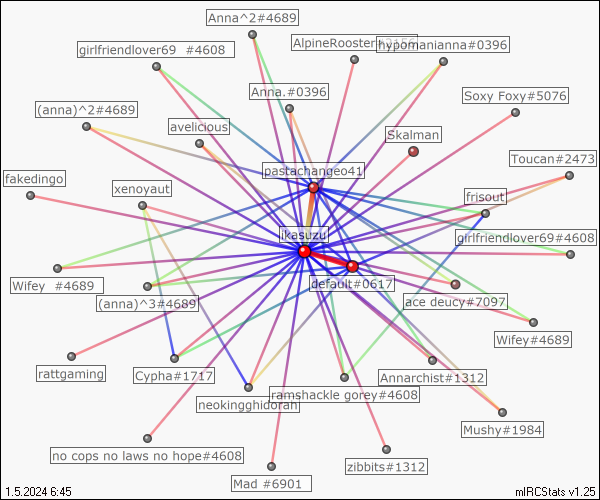 Anna^2#4689
girlfriendlover69 #4608
AlpineRooster
hypomanianna#0396
Anna.#0396
Soxy Foxy#5076
(anna)^2#4689
avelicious
Skalman
Toucan#2473
pastachangeo41
fakedingo
xenoyaut
frisout
ikasuzu
girlfriendlover69#4608
default#0617
Wifey #4689
(anna)^3#4689
jace deucy#7097
Wifey#4689
rattgaming
Cypha#1717
Annarchist#1312
ramshackle gorey#4608
neokingghidorah
Mushy#1984
no cops no laws no hope#4608
zibbits#1312
Mad #6901
1.5.2024 6:45
mIRCStats v1.25